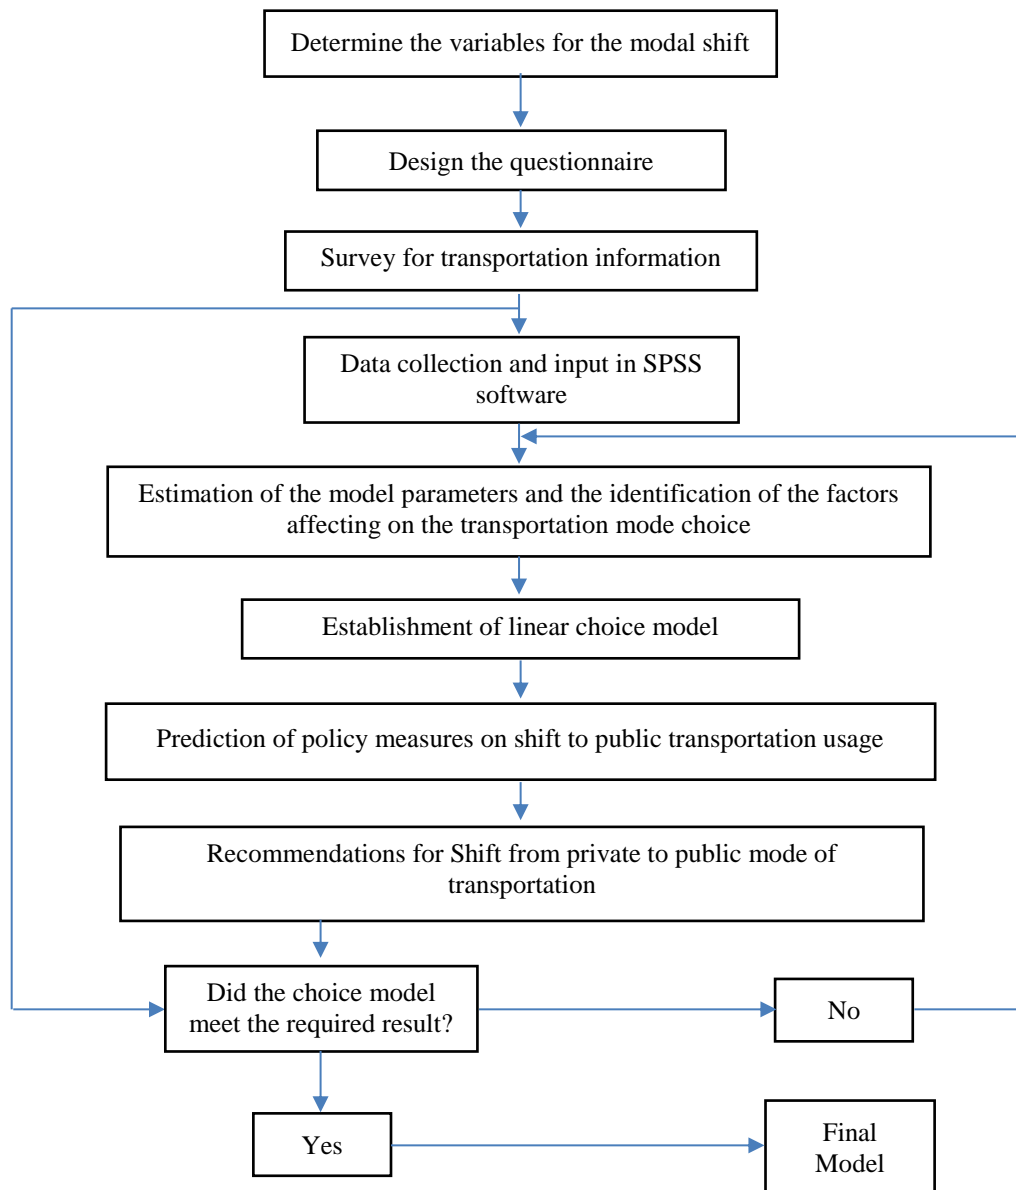 Determine the variables for the modal shift
Design the questionnaire
Survey for transportation information
Data collection and input in SPSS
software
Estimation of the model parameters and the identification of the factors
affecting on the transportation mode choice
Establishment of linear choice model
Prediction of policy measures on shift to public transportation usage
Recommendations for Shift from private to public mode of
transportation
Did the choice model
meet the required result?
No
Yes
Final
Model